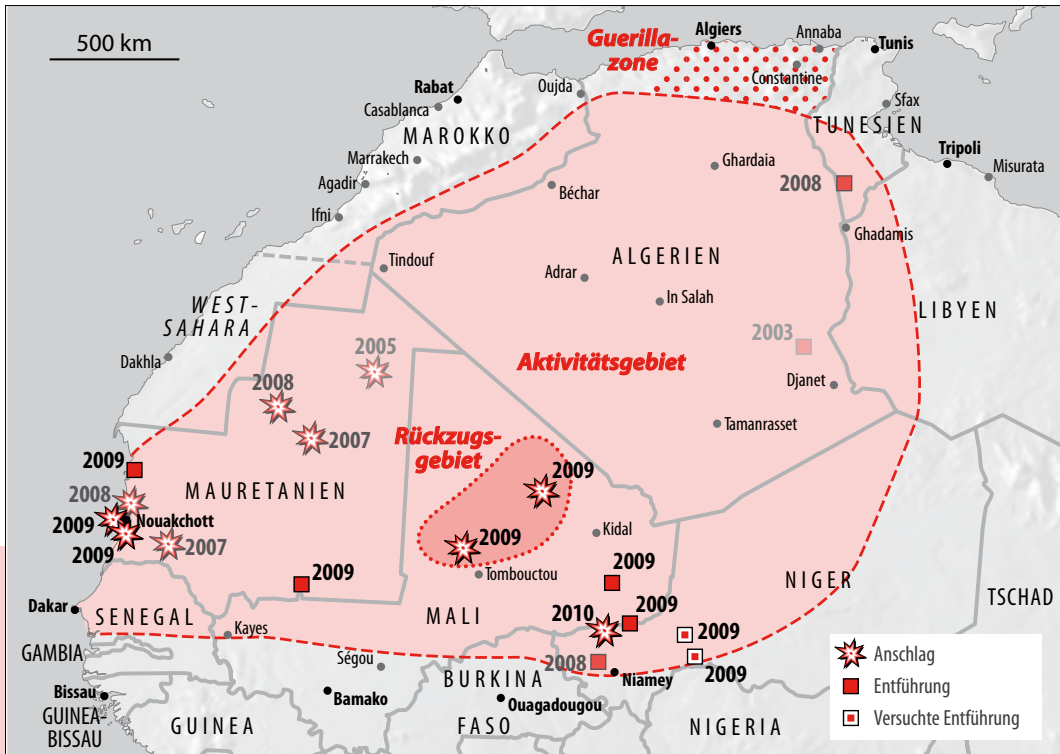 500 km
Guerilla-
zone
Algiers
Annaba
Tunis
Constantine
Rabat
Oujda
Casablanca
Sfax
MAROKKO
TUNESIEN
Tripoli
Marrakech
Ghardaia
Misurata
Agadir
Béchar
2008
Ifni
Ghadamis
Tindouf
ALGERIEN
Adrar
In Salah
WEST-
SAHARA
LIBYEN
2005
2003
Dakhla
Aktivitätsgebiet
Djanet
2008
2007
Tamanrasset
Rückzugs-
gebiet
2009
2009
MAURETANIEN
2008
2009
Nouakchott
Kidal
2009
2007
2009
Tombouctou
2009
2009
NIGER
Dakar
SENEGAL
MALI
2010
2009
TSCHAD
Kayes
2009
GAMBIA
Ségou
2008
2009
Niamey
BURKINA
Bissau
Bamako
Ouagadougou
GUINEA-
BISSAU
GUINEA
FASO
NIGERIA
Anschlag
Entführung
Versuchte Entführung